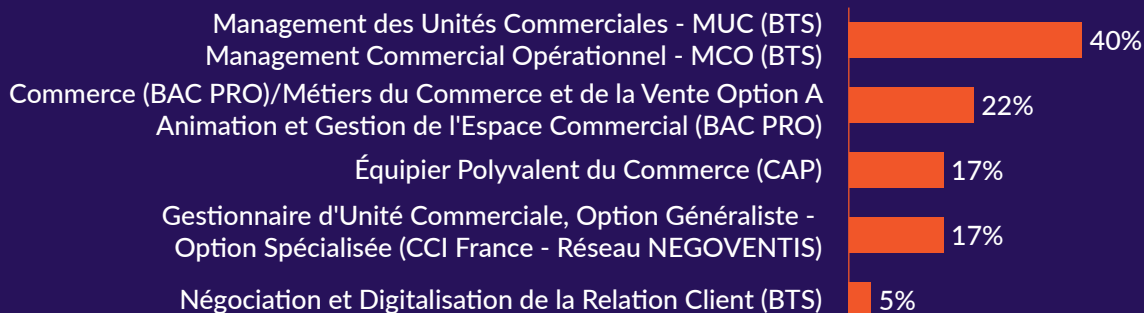 Management des Unités Commerciales - MUC (BTS)
Management Commercial Opérationnel - MCO (BTS)
40%
Commerce (BAC PRO)/Métiers du Commerce et de la Vente Option A
Animation et Gestion de l'Espace Commercial (BAC PRO)
22%
Équipier Polyvalent du Commerce (CAP)
17%
Gestionnaire d'Unité Commerciale, Option Généraliste -
Option Spécialisée (CCI France - Réseau NEGOVENTIS)
17%
Négociation et Digitalisation de la Relation Client (BTS)
5%